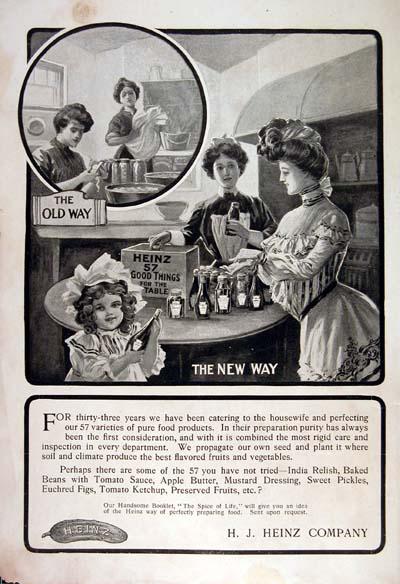 THE
OLD WAY
HEINZ
57
GOOD THINGS
FOR THE
TABLE
THE NEW WAY
FOR thirty-three years we have been catering to the housewife and perfecting
our 57 varieties of pure food products. In their preparation purity has always
been the first consideration, and with it is combined the most rigid care and
inspection in every department. We propagate our own seed and plant it where
soil and climate produce the best flavored fruits and vegetables.
Perhaps there are some of the 57 you have not tried—India Relish, Baked
Beans with Tomato Sauce, Apple Butter, Mustard Dressing, Sweet Pickles,
Euchred Figs, Tomato Ketchup, Preserved Fruits, etc.?
Our Handsome Booklet, "The Spice of Life," will give you an idea
of the Heinz way of perfectly preparing food. Sent upon request.
HEINZ
H. J. HEINZ COMPANY